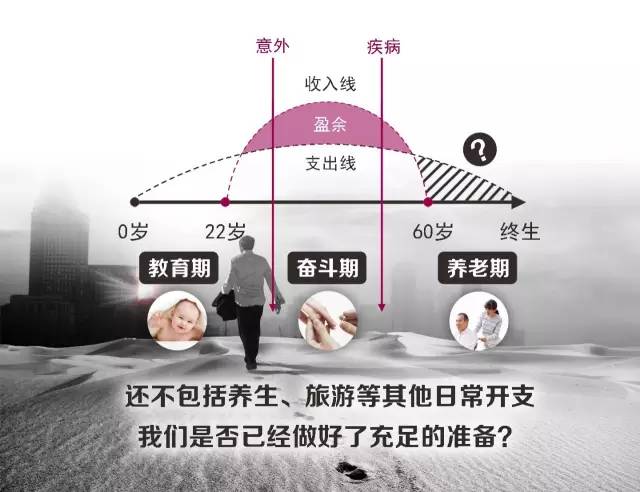 意外 疾病
收入线
盈余
支出线
?
0岁 22岁 60岁 终生
教育期 奋斗期 养老期
还不包括养生、旅游等其他日常开支
我们是否已经做好了充足的准备?